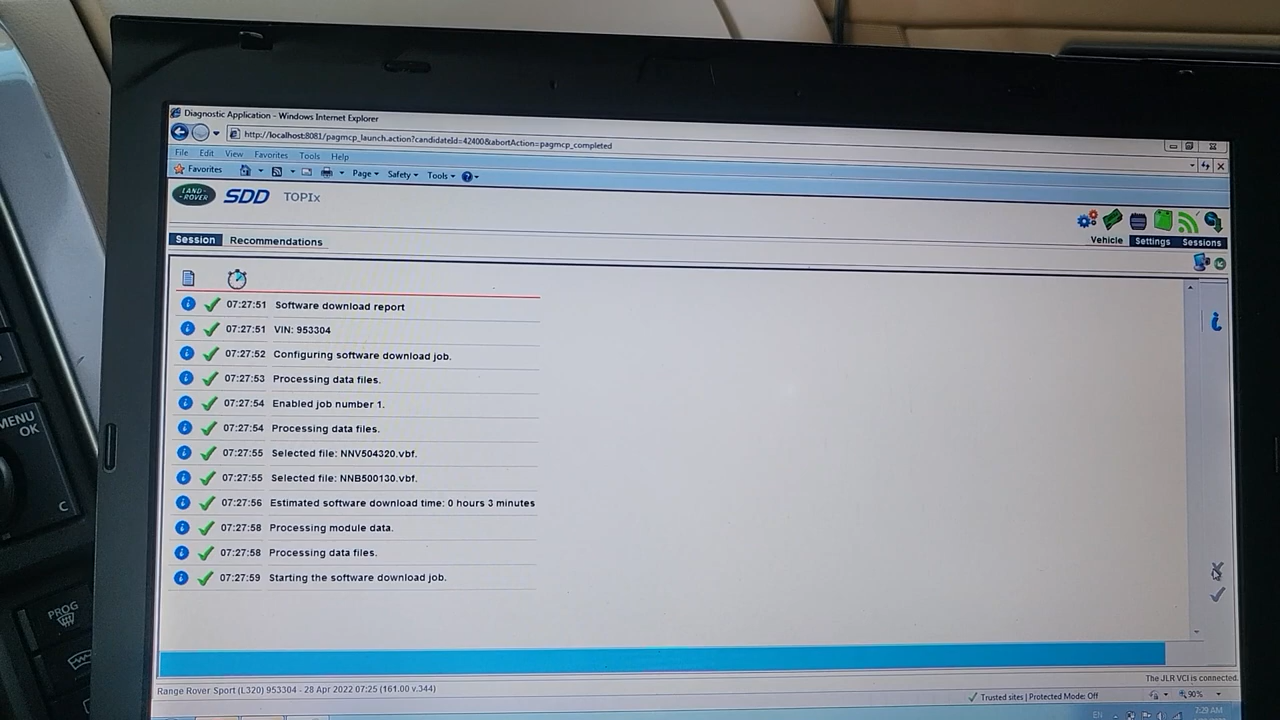 Diagnostic Application - Windows Internet Explorer
http://localhost:8081/pagmcp_launch.action?candidateId=42400&abortAction=pagmcp_completed
File Edit View Favorites Tools Help
Favorites Page Safety Tools
LAND ROVER SDD TOPIx
Session Recommendations
Vehicle Settings Sessions
07:27:51 Software download report
07:27:51 VIN: 953304
07:27:52 Configuring software download job.
07:27:53 Processing data files.
07:27:54 Enabled job number 1.
07:27:54 Processing data files.
07:27:55 Selected file: NNV504320.vbf.
07:27:55 Selected file: NNB500130.vbf.
07:27:56 Estimated software download time: 0 hours 3 minutes
07:27:58 Processing module data.
07:27:58 Processing data files.
07:27:59 Starting the software download job.
The JLR VCI is connected.
Range Rover Sport (L320) 953304 - 28 Apr 2022 07:25 (161.00 v.344)
Trusted sites | Protected Mode: Off
90%
EN
7:29 AM
MENU
OK
C
PROG